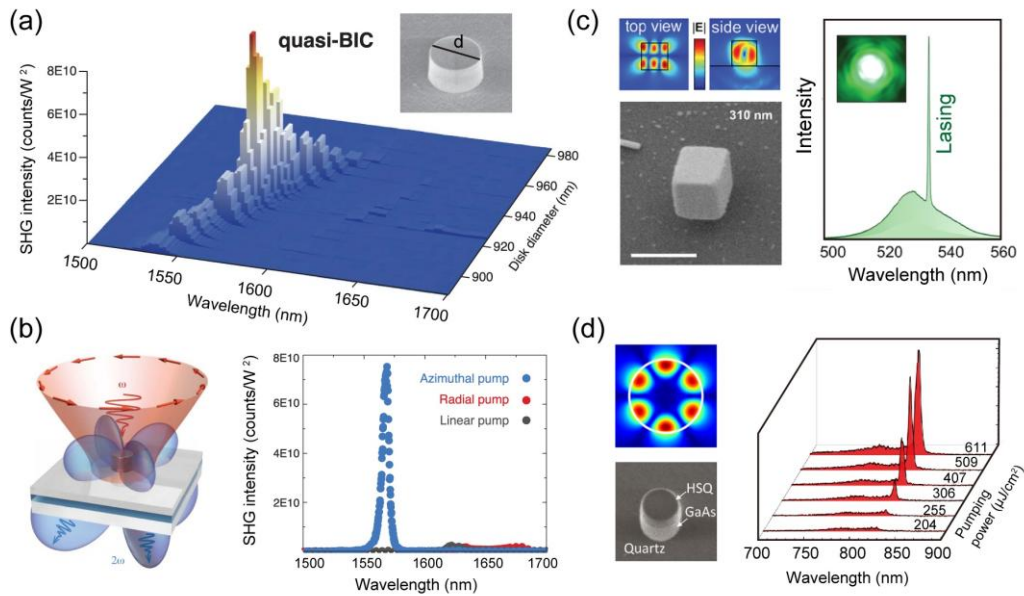 (a)
quasi-BIC
d
SHG intensity (counts/W²)
8E10
6E10
4E10
2E10
1500
1550
1600
1650
1700
Wavelength (nm)
900
920
940
960
980
Disk diameter (nm)
(b)
ω
2ω
SHG intensity (counts/W²)
8E10
6E10
4E10
2E10
Azimuthal pump
Radial pump
Linear pump
1500 1550 1600 1650 1700
Wavelength (nm)
(c)
top view
|E|
side view
310 nm
Intensity
Lasing
500 520 540 560
Wavelength (nm)
(d)
HSQ
GaAs
Quartz
611
509
407
306
255
204
Pumping
power (μJ/cm²)
700 750 800 850 900
Wavelength (nm)